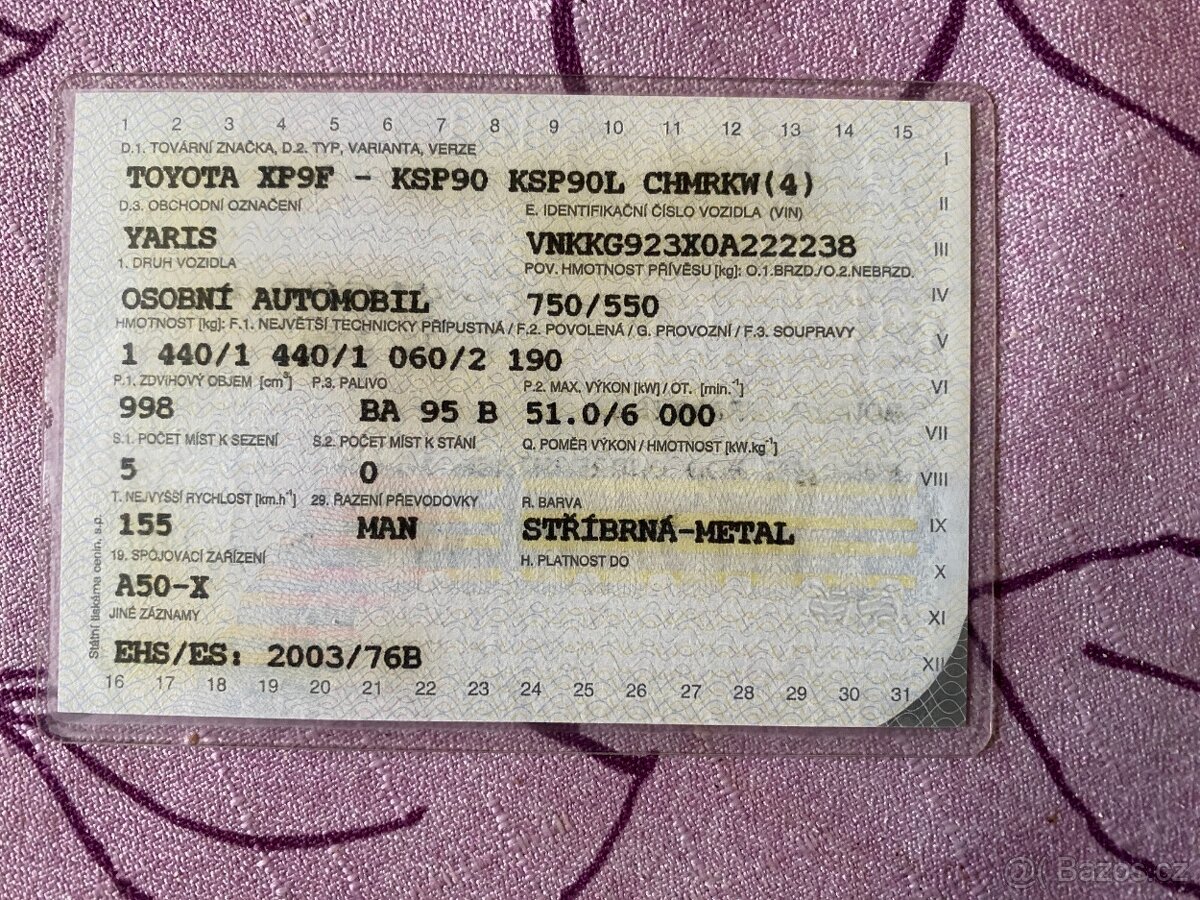 1 2 3 4 5 6 7 8 9 10 11 12 13 14 15
D.1. TOVÁRNÍ ZNAČKA, D.2. TYP, VARIANTA, VERZE
I
TOYOTA XP9F - KSP90 KSP90L CHMRKW(4)
D.3. OBCHODNÍ OZNAČENÍ E. IDENTIFIKAČNÍ ČÍSLO VOZIDLA (VIN)
II
YARIS VNKKG923X0A222238
III
1. DRUH VOZIDLA POV. HMOTNOST PŘÍVĚSU [kg]: O.1.BRZD./O.2.NEBRZD.
OSOBNÍ AUTOMOBIL 750/550
IV
HMOTNOST [kg]: F.1. NEJVĚTŠÍ TECHNICKY PŘÍPUSTNÁ / F.2. POVOLENÁ / G. PROVOZNÍ / F.3. SOUPRAVY
V
1 440/1 440/1 060/2 190
P.1. ZDVIHOVÝ OBJEM [cm³] P.3. PALIVO P.2. MAX. VÝKON [kW] / OT. [min.⁻¹]
VI
998 BA 95 B 51.0/6 000
S.1. POČET MÍST K SEZENÍ S.2. POČET MÍST K STÁNÍ Q. POMĚR VÝKON / HMOTNOST [kW.kg⁻¹]
VII
5 0
VIII
T. NEJVYŠŠÍ RYCHLOST [km.h⁻¹] 29. ŘAZENÍ PŘEVODOVKY R. BARVA
155 MAN STŘÍBRNÁ-METAL
IX
19. SPOJOVACÍ ZAŘÍZENÍ H. PLATNOST DO
X
A50-X
JINÉ ZÁZNAMY
XI
EHS/ES: 2003/76B
XII
16 17 18 19 20 21 22 23 24 25 26 27 28 29 30 31
Státní tiskárna cenin, s.p.
Bazos.cz